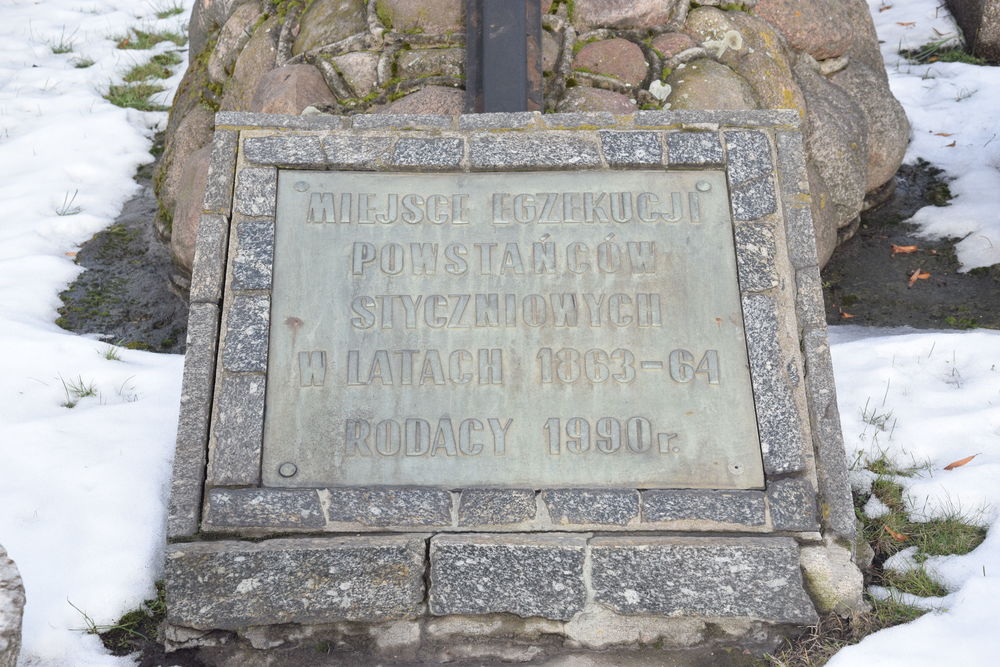 MIEJSCE EGZEKUCJI
POWSTAŃCÓW
STYCZNIOWYCH
W LATACH 1863-64
RODACY 1990r.